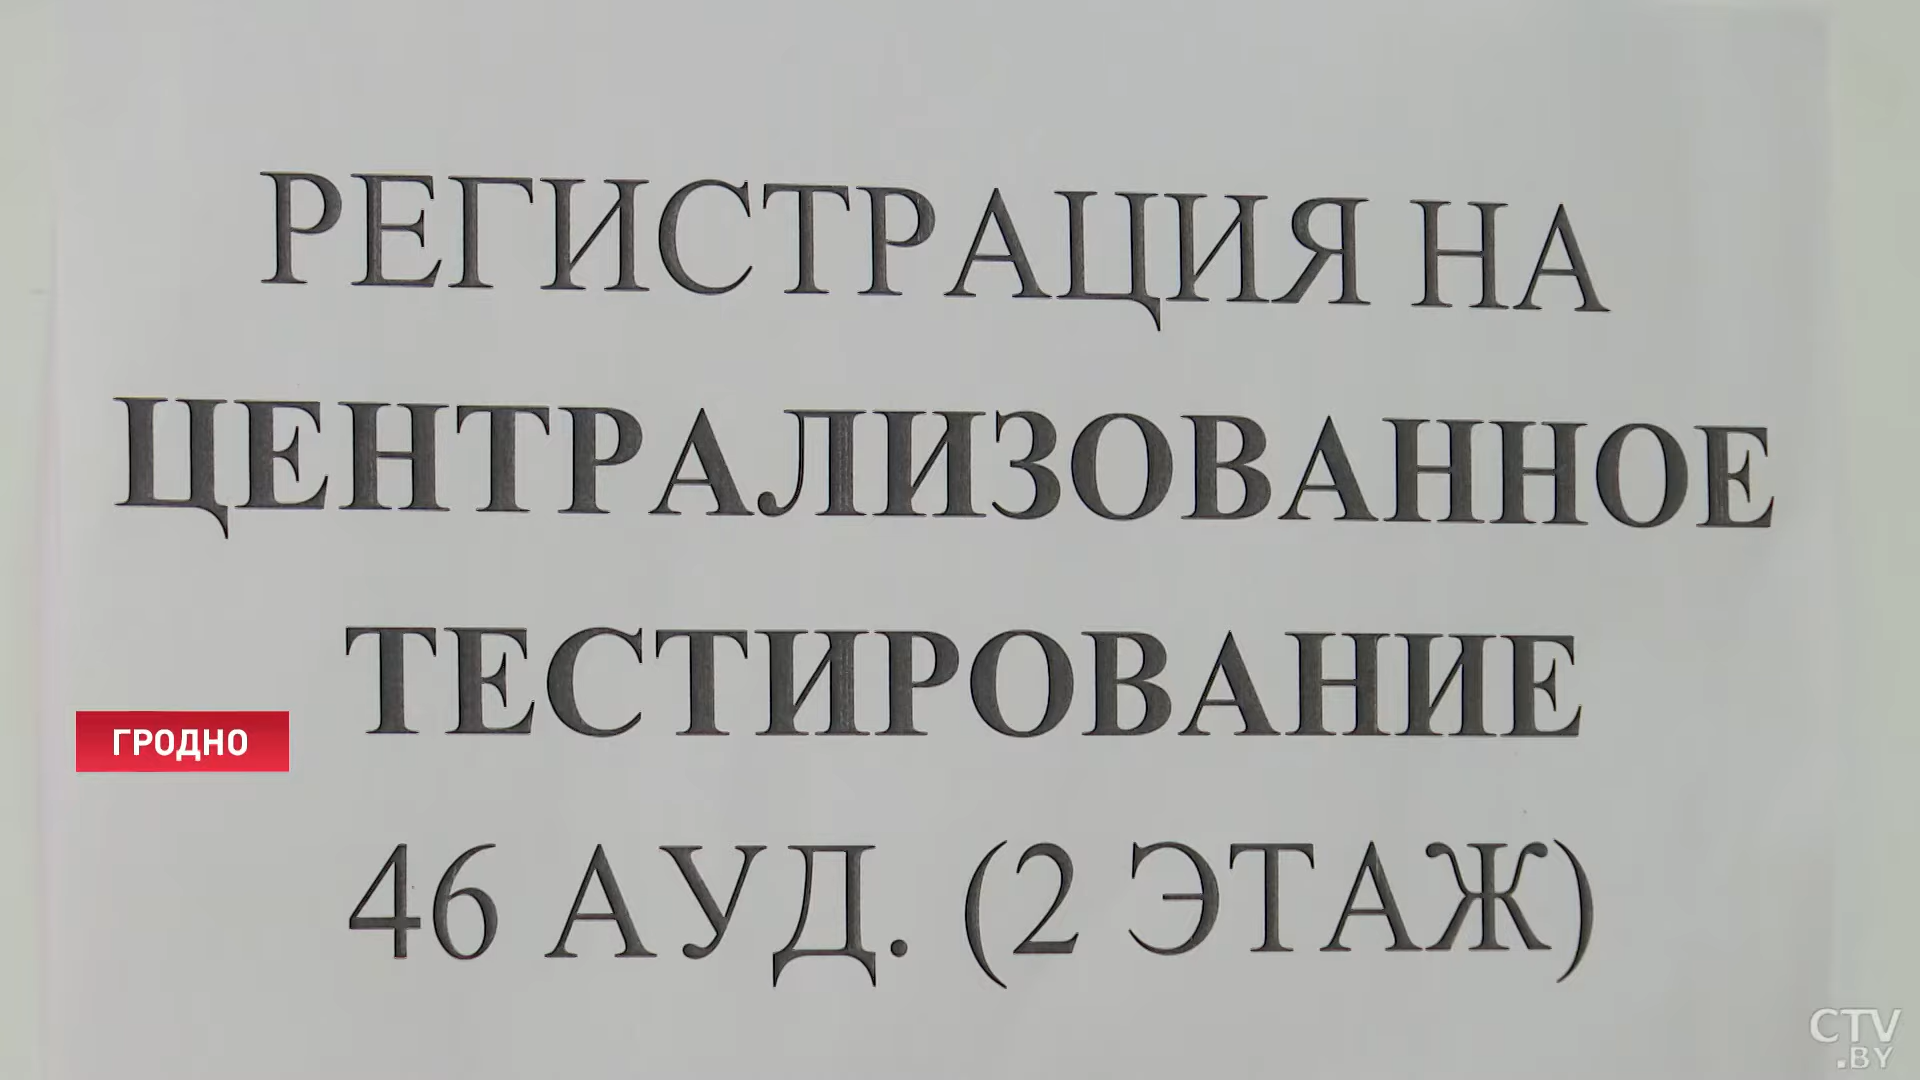 РЕГИСТРАЦИЯ НА
ЦЕНТРАЛИЗОВАННОЕ
ТЕСТИРОВАНИЕ
ГРОДНО
46 АУД. (2 ЭТАЖ)
CTV
.BY